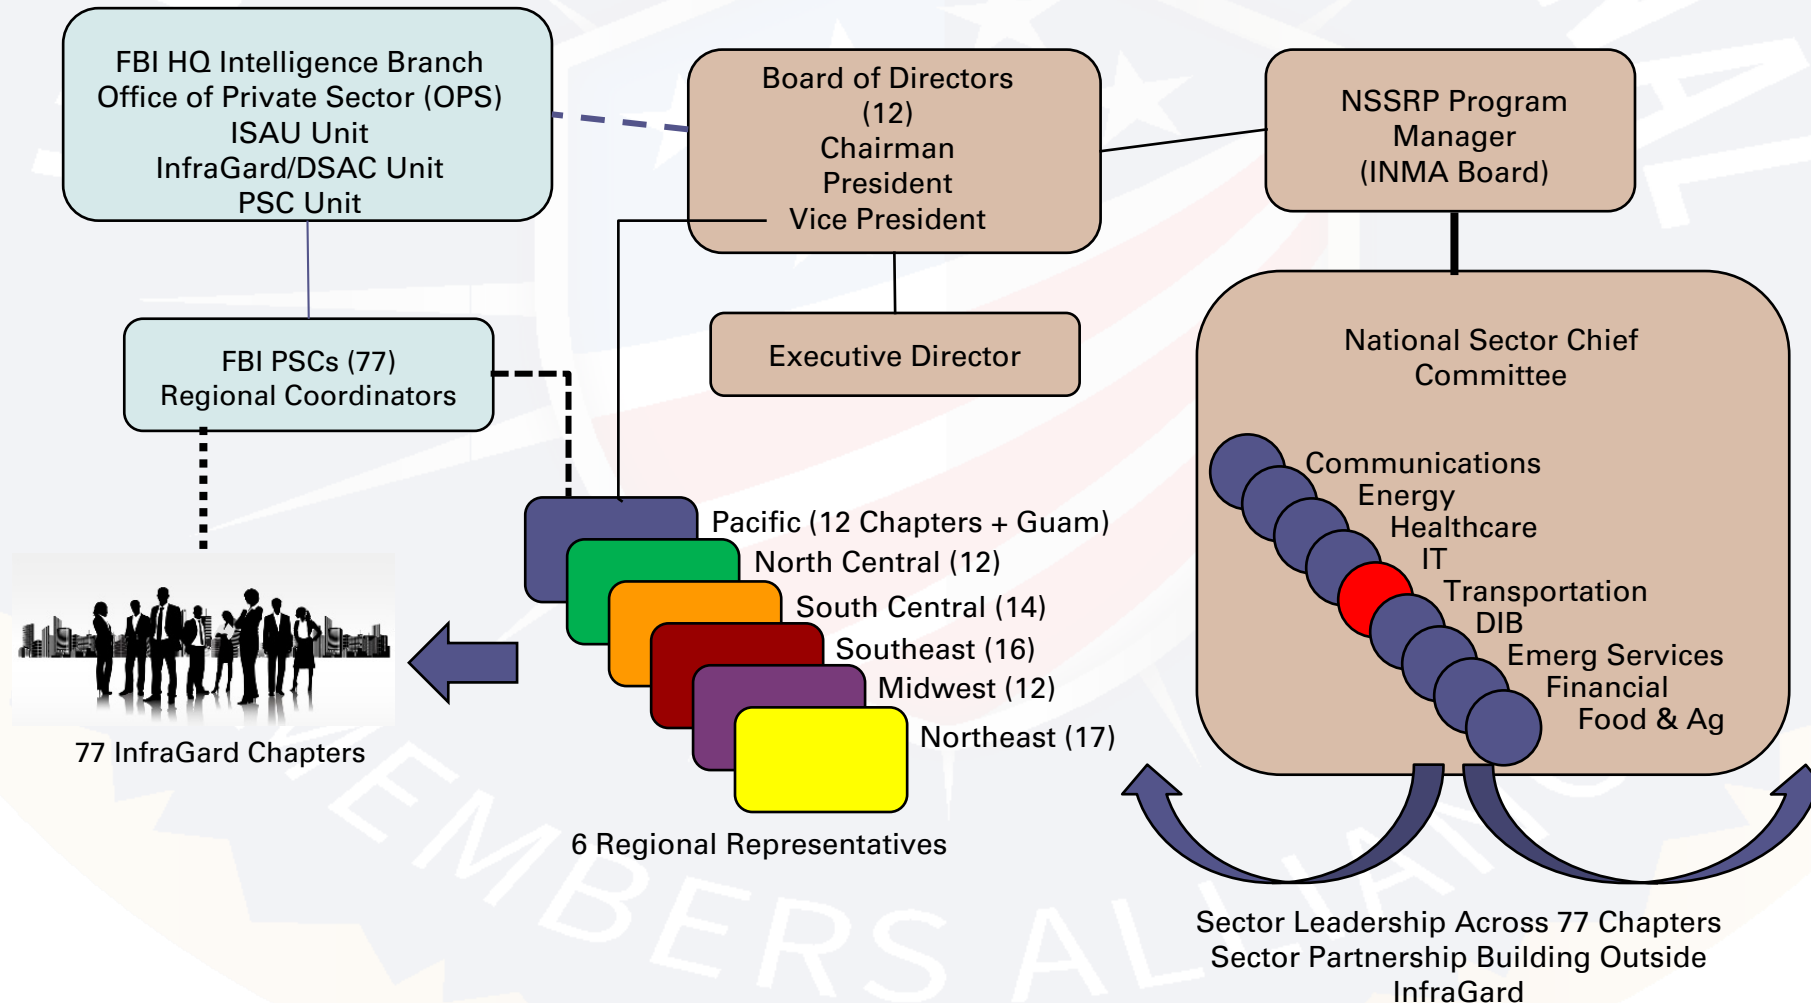 FBI HQ Intelligence Branch
Office of Private Sector (OPS)
ISAU Unit
InfraGard/DSAC Unit
PSC Unit
Board of Directors
(12)
Chairman
President
Vice President
NSSRP Program
Manager
(INMA Board)
FBI PSCs (77)
Regional Coordinators
Executive Director
National Sector Chief
Committee
Communications
Energy
Healthcare
IT
Transportation
DIB
Emerg Services
Financial
Food & Ag
Pacific (12 Chapters + Guam)
North Central (12)
South Central (14)
Southeast (16)
Midwest (12)
Northeast (17)
77 InfraGard Chapters
6 Regional Representatives
Sector Leadership Across 77 Chapters
Sector Partnership Building Outside
InfraGard
MEMBERS ALLIANC